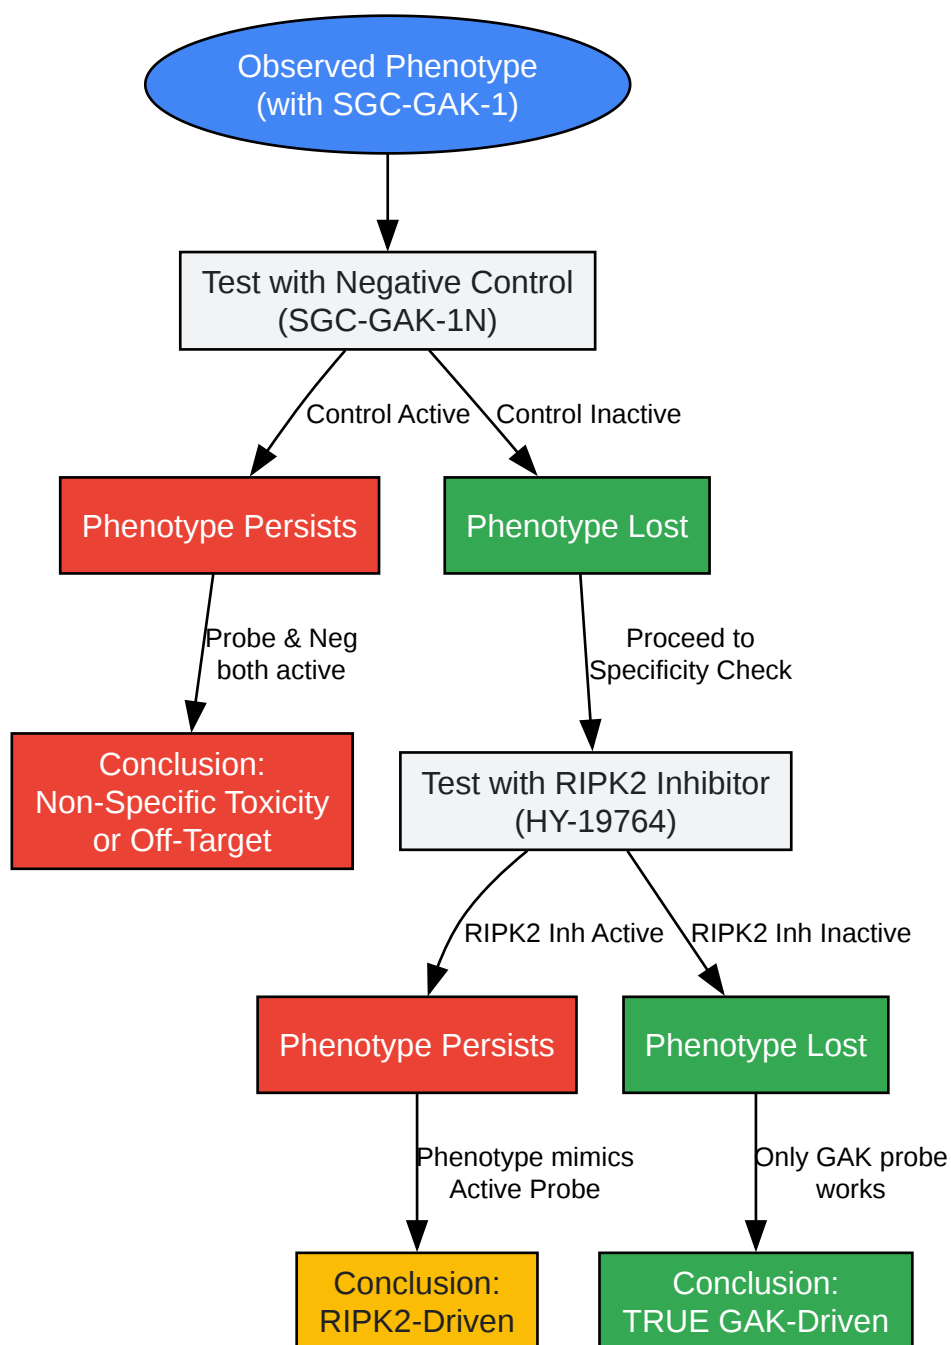 Observed Phenotype
(with SGC-GAK-1)
Test with Negative Control
(SGC-GAK-1N)
Control Active
Control Inactive
Phenotype Persists
Phenotype Lost
Probe & Neg
both active
Proceed to
Specificity Check
Conclusion:
Non-Specific Toxicity
or Off-Target
Test with RIPK2 Inhibitor
(HY-19764)
RIPK2 Inh Active
RIPK2 Inh Inactive
Phenotype Persists
Phenotype Lost
Phenotype mimics
Active Probe
Only GAK probe
works
Conclusion:
RIPK2-Driven
Conclusion:
TRUE GAK-Driven